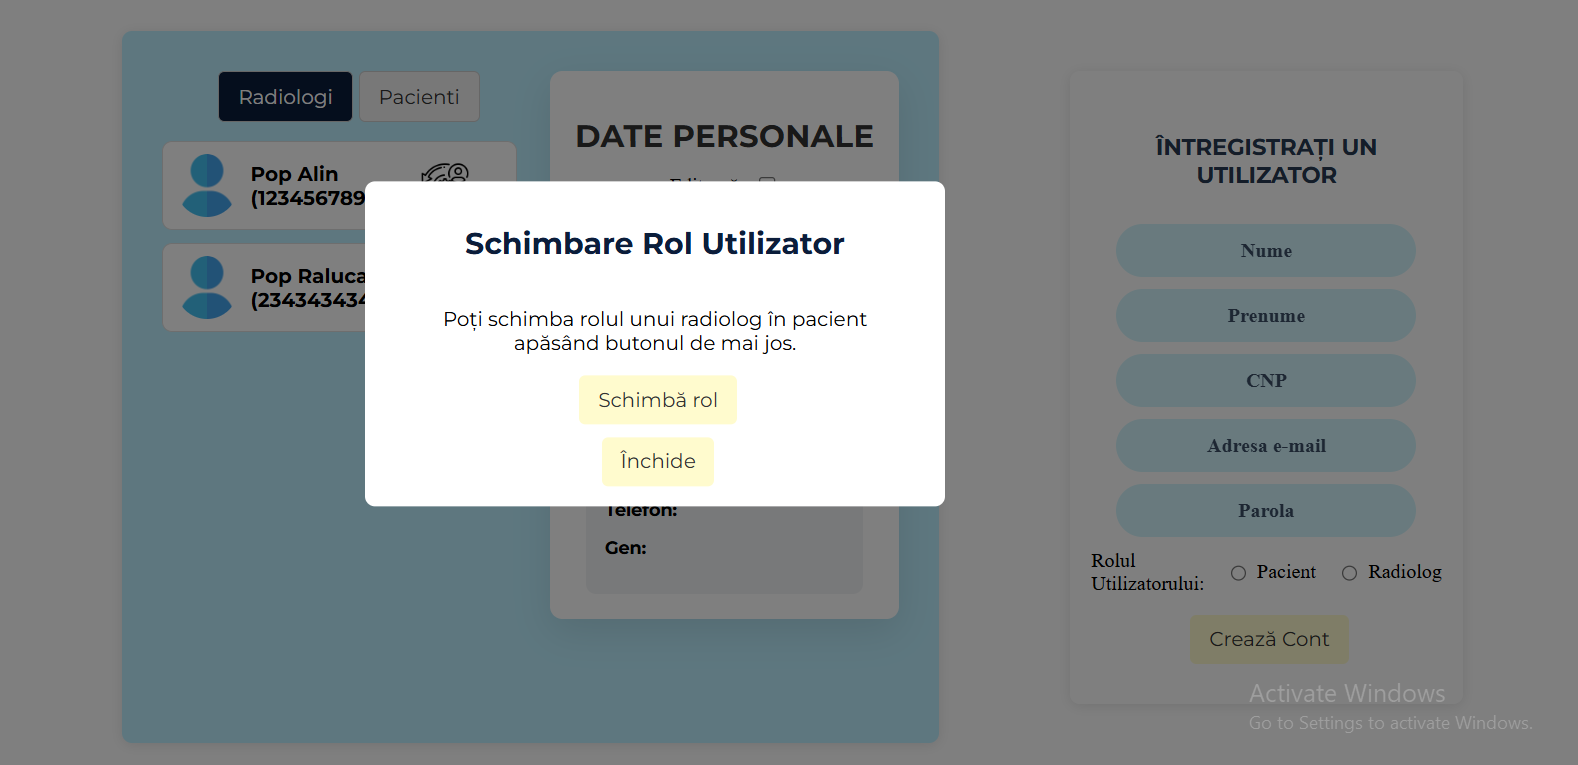 Radiologi
Pacienti
Pop Alin
(123456789
Pop Raluca
(234343434
DATE PERSONALE
Schimbare Rol Utilizator
Poți schimba rolul unui radiolog în pacient
apăsând butonul de mai jos.
Schimbă rol
Închide
Telefon:
Gen:
ÎNTREGISTRAȚI UN
UTILIZATOR
Nume
Prenume
CNP
Adresa e-mail
Parola
Rolul
Utilizatorului:
Pacient
Radiolog
Crează Cont
Activate Windows
Go to Settings to activate Windows.